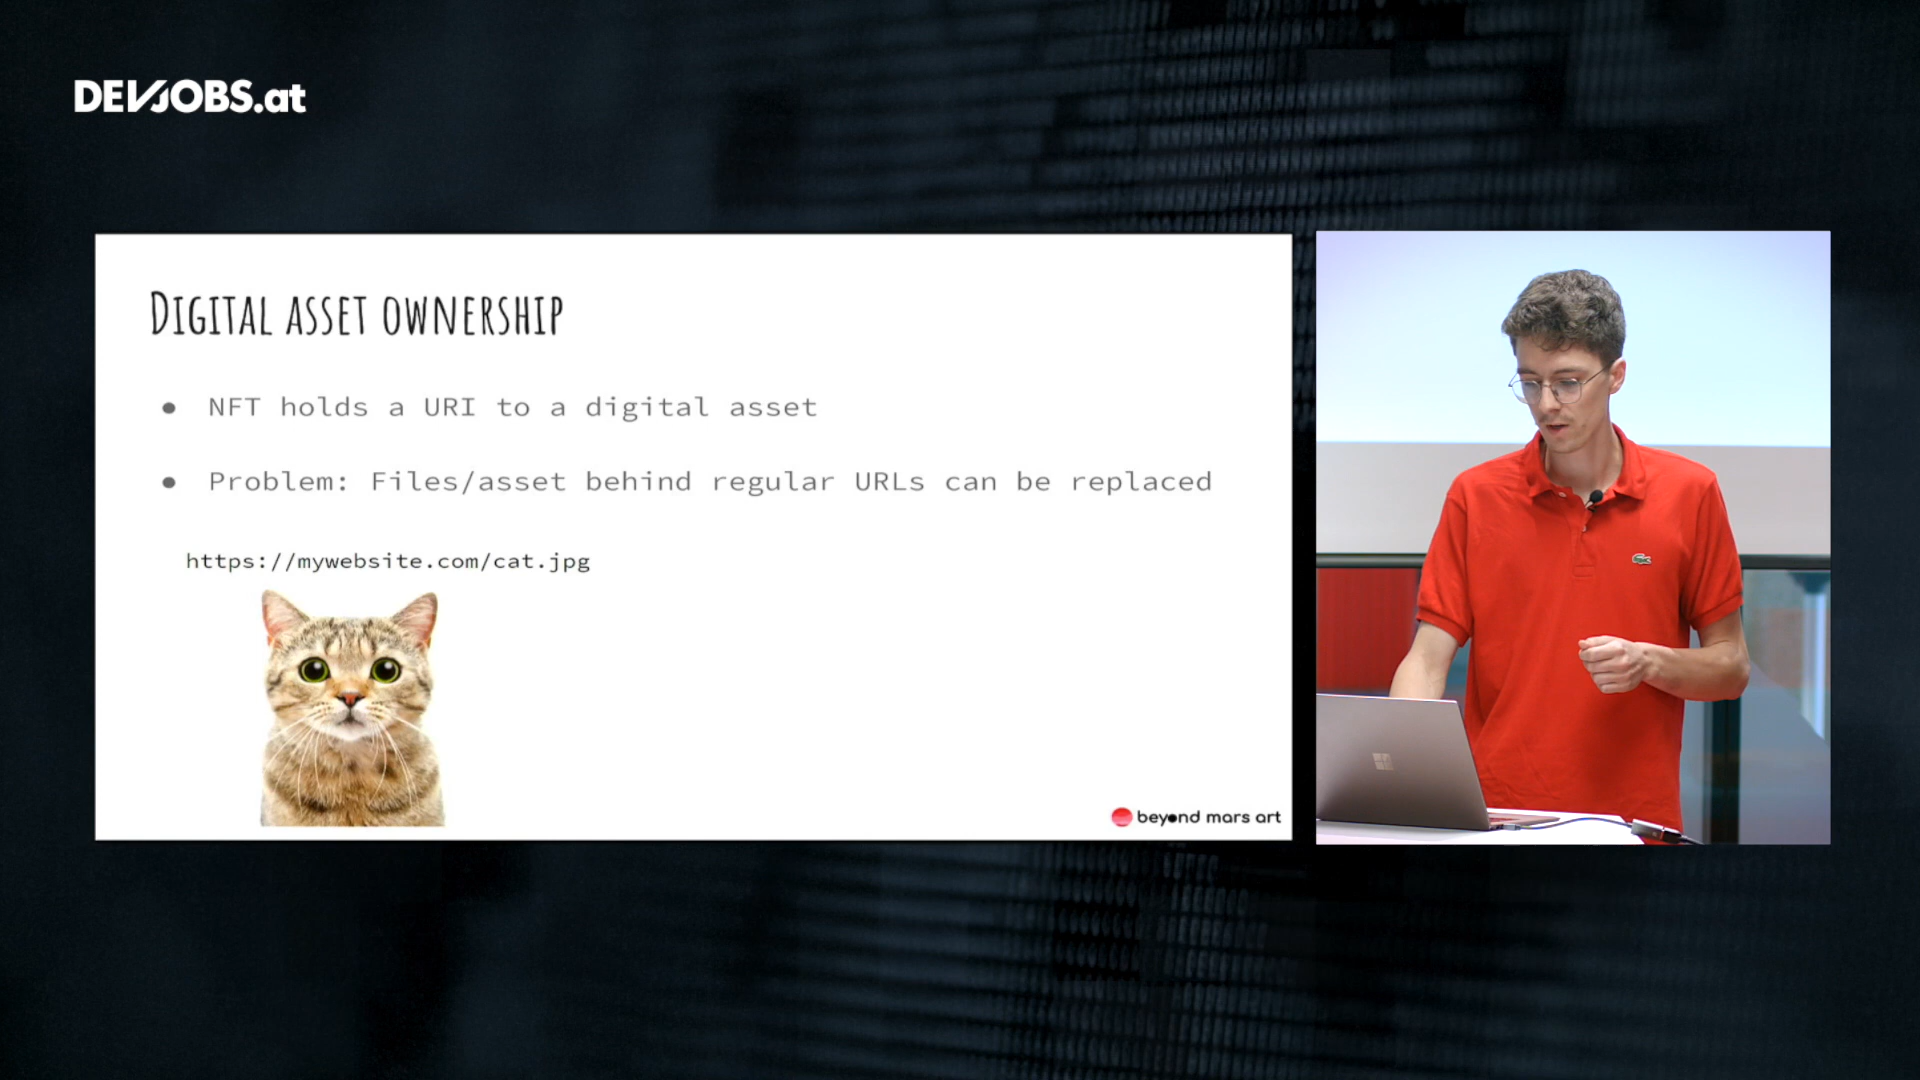 DEVJOBS.at
DIGITAL ASSET OWNERSHIP
● NFT holds a URI to a digital asset
● Problem: Files/asset behind regular URLs can be replaced
https://mywebsite.com/cat.jpg
beyond mars art